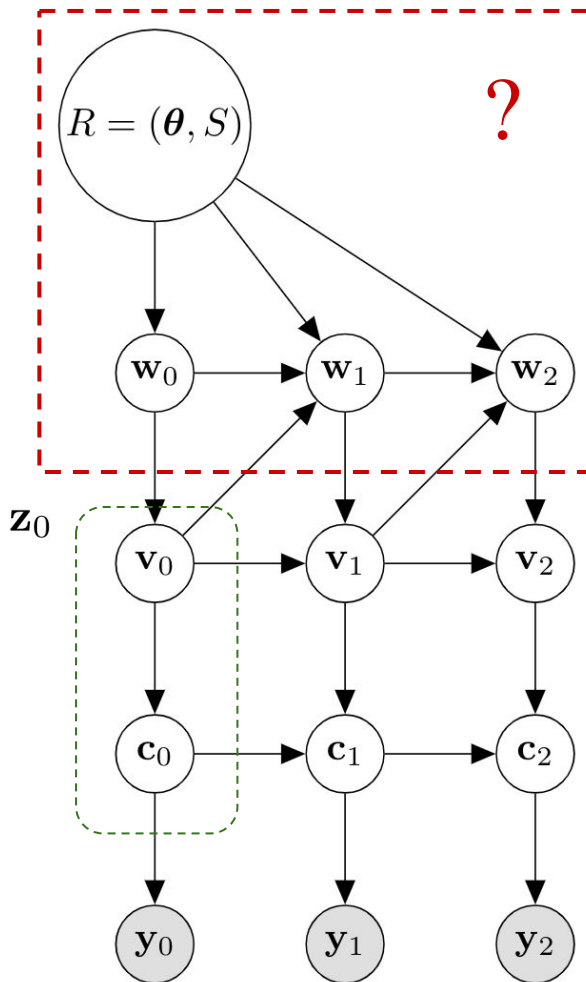 R = (θ, S)
?
w₀ w₁ w₂
z₀
v₀ v₁ v₂
c₀ c₁ c₂
y₀ y₁ y₂